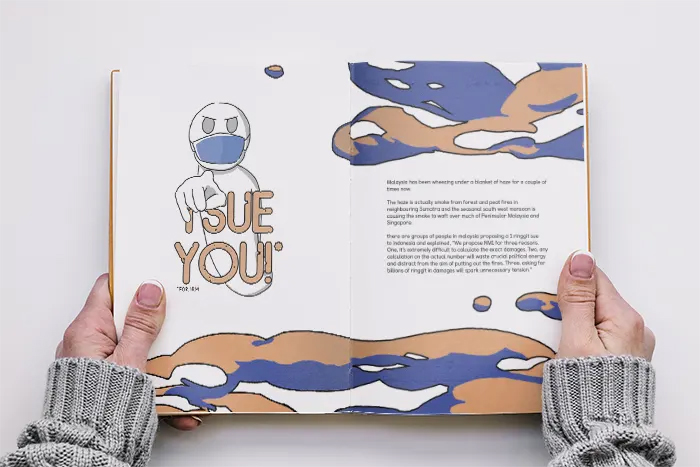 I SUE
YOU!*
*FOR 1RM
Malaysia has been wheezing under a blanket of haze for a couple of
times now.
The haze is actually smoke from forest and peat fires in
neighbouring Sumatra and the seasonal south west monsoon is
causing the smoke to waft over much of Peninsular Malaysia and
Singapore.
there are groups of people in malaysia proposing a 1 ringgit sue
to Indonesia and explained, "We propose RM1 for three reasons.
One, it's extremely difficult to calculate the exact damages. Two, any
calculation on the actual number will waste crucial political energy
and distract from the aim of putting out the fires. Three, asking for
billions of ringgit in damages will spark unnecessary tension."